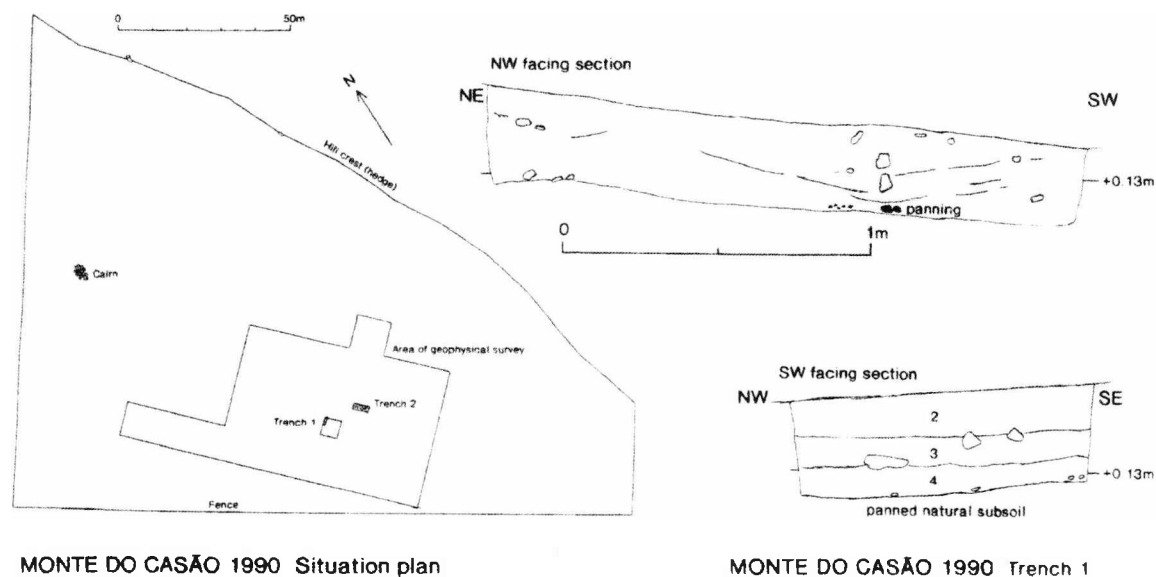 0 50m
N
Hill crest (hedge)
Cairn
Area of geophysical survey
Trench 2
Trench 1
Fence
MONTE DO CASÃO 1990 Situation plan
NW facing section
NE
SW
+0.13m
panning
0 1m
SW facing section
NW
SE
2
3
4
+0.13m
panned natural subsoil
MONTE DO CASÃO 1990 Trench 1